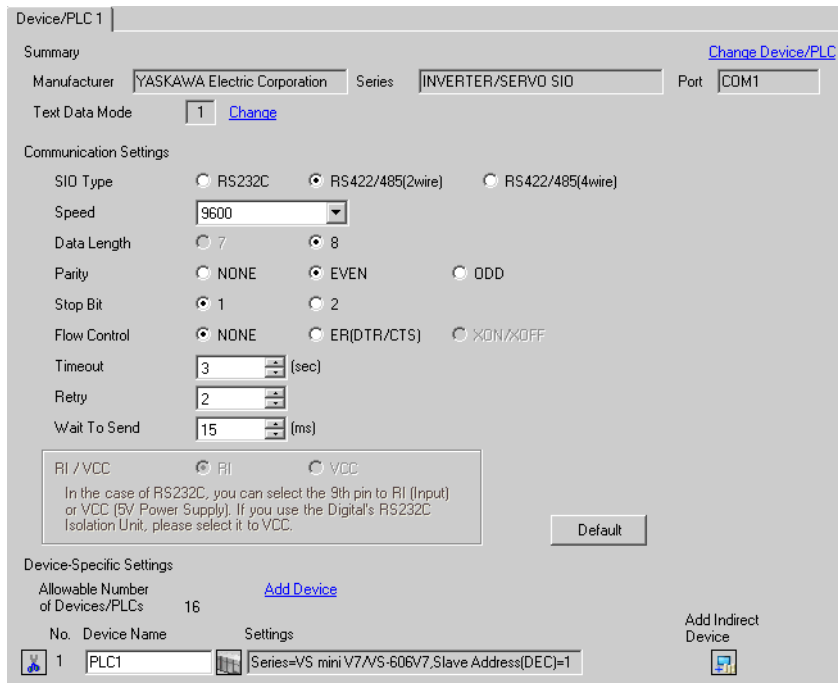 Device/PLC 1
Summary
Change Device/PLC
Manufacturer YASKAWA Electric Corporation Series INVERTER/SERVO SIO Port COM1
Text Data Mode 1 Change
Communication Settings
SIO Type RS232C RS422/485(2wire) RS422/485(4wire)
Speed 9600
Data Length 7 8
Parity NONE EVEN ODD
Stop Bit 1 2
Flow Control NONE ER(DTR/CTS) XON/XOFF
Timeout 3 (sec)
Retry 2
Wait To Send 15 (ms)
RI / VCC RI VCC
In the case of RS232C, you can select the 9th pin to RI (Input)
or VCC (5V Power Supply). If you use the Digital's RS232C
Isolation Unit, please select it to VCC.
Default
Device-Specific Settings
Allowable Number
of Devices/PLCs 16
Add Device
No. Device Name Settings
Add Indirect
Device
1 PLC1 Series=VS mini V7/VS-606V7,Slave Address(DEC)=1